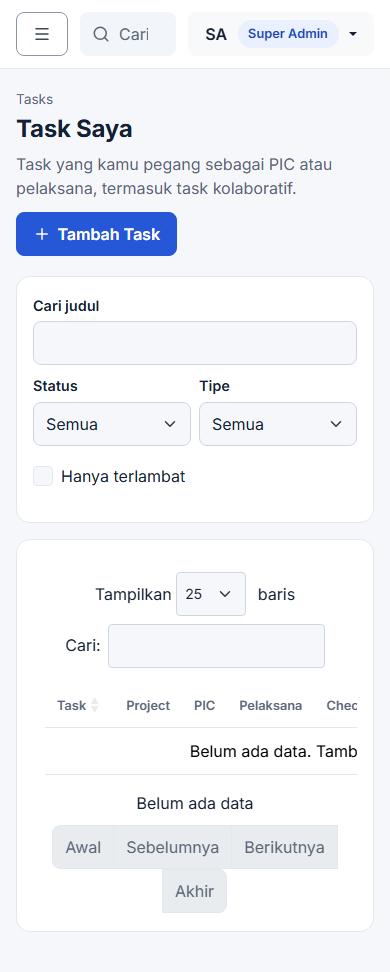 Cari
SA Super Admin
Tasks
Task Saya
Task yang kamu pegang sebagai PIC atau
pelaksana, termasuk task kolaboratif.
+ Tambah Task
Cari judul
Status Tipe
Semua Semua
Hanya terlambat
Tampilkan 25 baris
Cari:
Task Project PIC Pelaksana Chec
Belum ada data. Tamb
Belum ada data
Awal Sebelumnya Berikutnya
Akhir